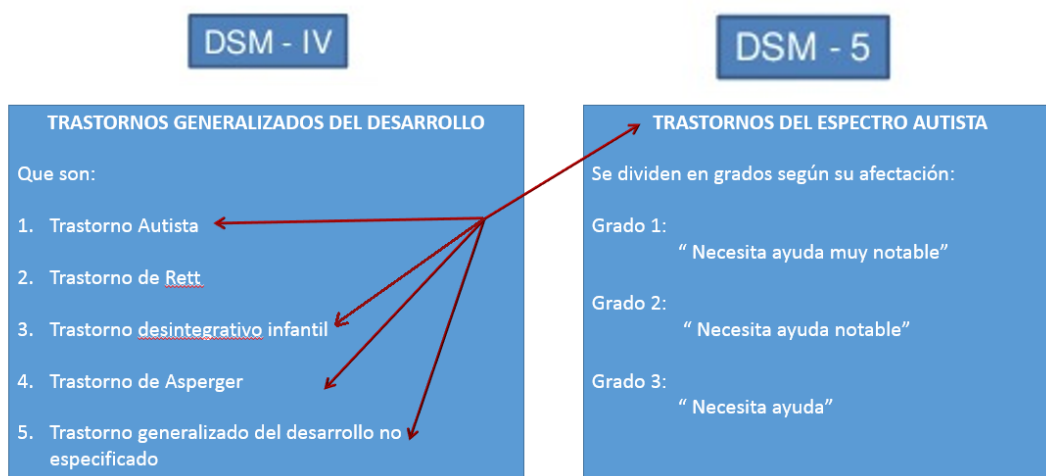 DSM - IV
TRASTORNOS GENERALIZADOS DEL DESARROLLO
Que son:
1. Trastorno Autista
2. Trastorno de Rett
3. Trastorno desintegrativo infantil
4. Trastorno de Asperger
5. Trastorno generalizado del desarrollo no
especificado
DSM - 5
TRASTORNOS DEL ESPECTRO AUTISTA
Se dividen en grados según su afectación:
Grado 1:
“ Necesita ayuda muy notable”
Grado 2:
“ Necesita ayuda notable”
Grado 3:
“ Necesita ayuda”